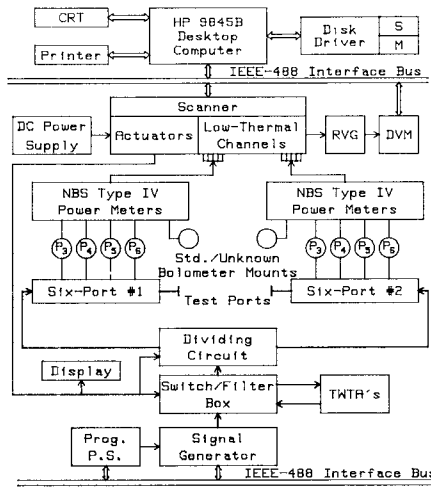 CRT
Printer
HP 9845B
Desktop
Computer
Disk
Driver
S
M
IEEE-488 Interface Bus
Scanner
DC Power
Supply
Actuators
Low-Thermal
Channels
RVG
DVM
NBS Type IV
Power Meters
NBS Type IV
Power Meters
P3 P4 P5 P6
P3 P4 P5 P6
Std./Unknown
Bolometer Mounts
Six-Port #1
Test Ports
Six-Port #2
Dividing
Circuit
Display
Switch/Filter
Box
TWTA's
Prog.
P.S.
Signal
Generator
IEEE-488 Interface Bus